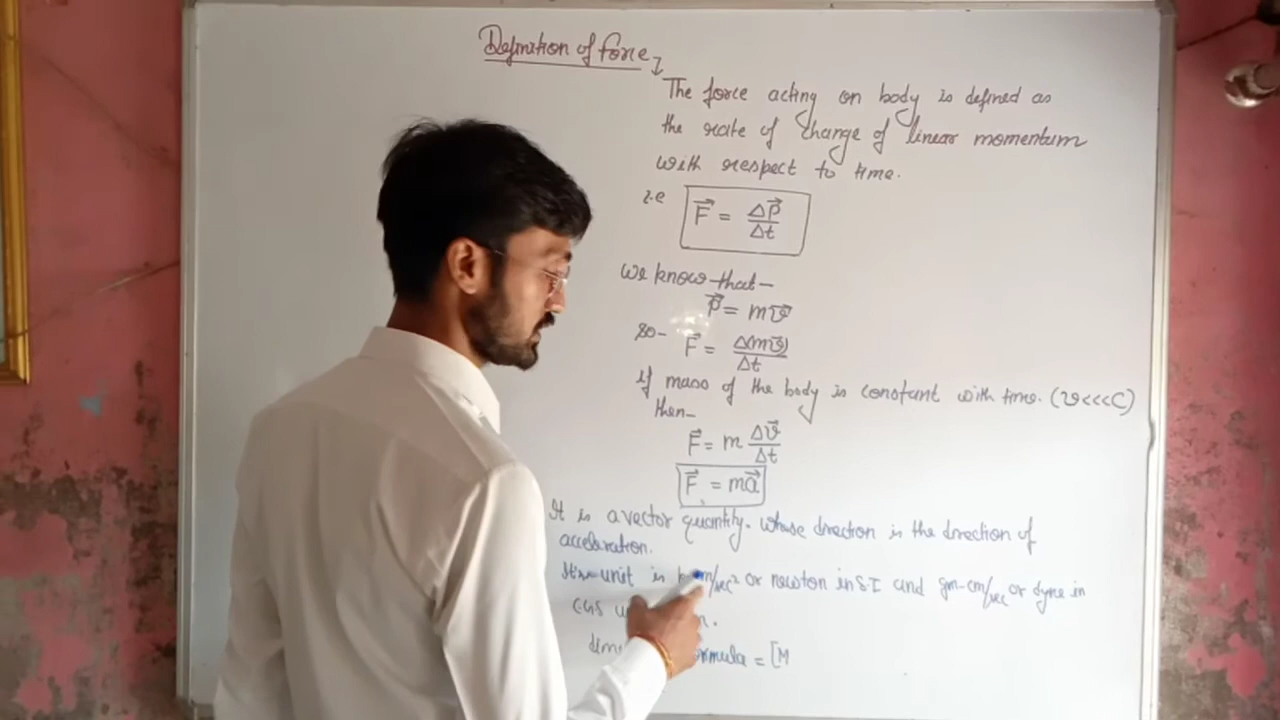 Definition of force
The force acting on body is defined as
the rate of change of linear momentum
with respect to time.
i.e F⃗ = Δp⃗/Δt
we know that-
p⃗ = mv⃗
so-
F⃗ = Δ(mv⃗)/Δt
if mass of the body is constant with time. (v<<<C)
then-
F⃗ = m Δv⃗/Δt
F⃗ = ma⃗
It is a vector quantity. whose direction is the direction of
acceleration.
unit is m/sec² or newton in S.I and gm-cm/sec or dyne in
CGS
= [M